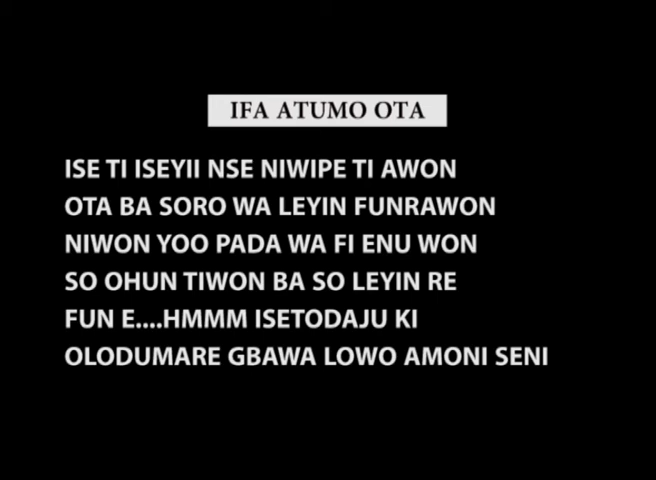 IFA ATUMO OTA
ISE TI ISEYII NSE NIWIPE TI AWON
OTA BA SORO WA LEYIN FUNRAWON
NIWON YOO PADA WA FI ENU WON
SO OHUN TIWON BA SO LEYIN RE
FUN E....HMMM ISETODAJU KI
OLODUMARE GBAWA LOWO AMONI SENI